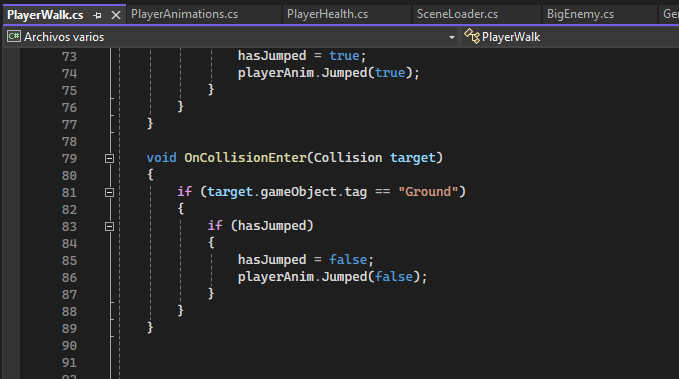 PlayerWalk.cs PlayerAnimations.cs PlayerHealth.cs SceneLoader.cs BigEnemy.cs
C# Archivos varios PlayerWalk
73 hasJumped = true;
74 playerAnim.Jumped(true);
75 }
76 }
77 }
78
79 void OnCollisionEnter(Collision target)
80 {
81 if (target.gameObject.tag == "Ground")
82 {
83 if (hasJumped)
84 {
85 hasJumped = false;
86 playerAnim.Jumped(false);
87 }
88 }
89 }
90
91